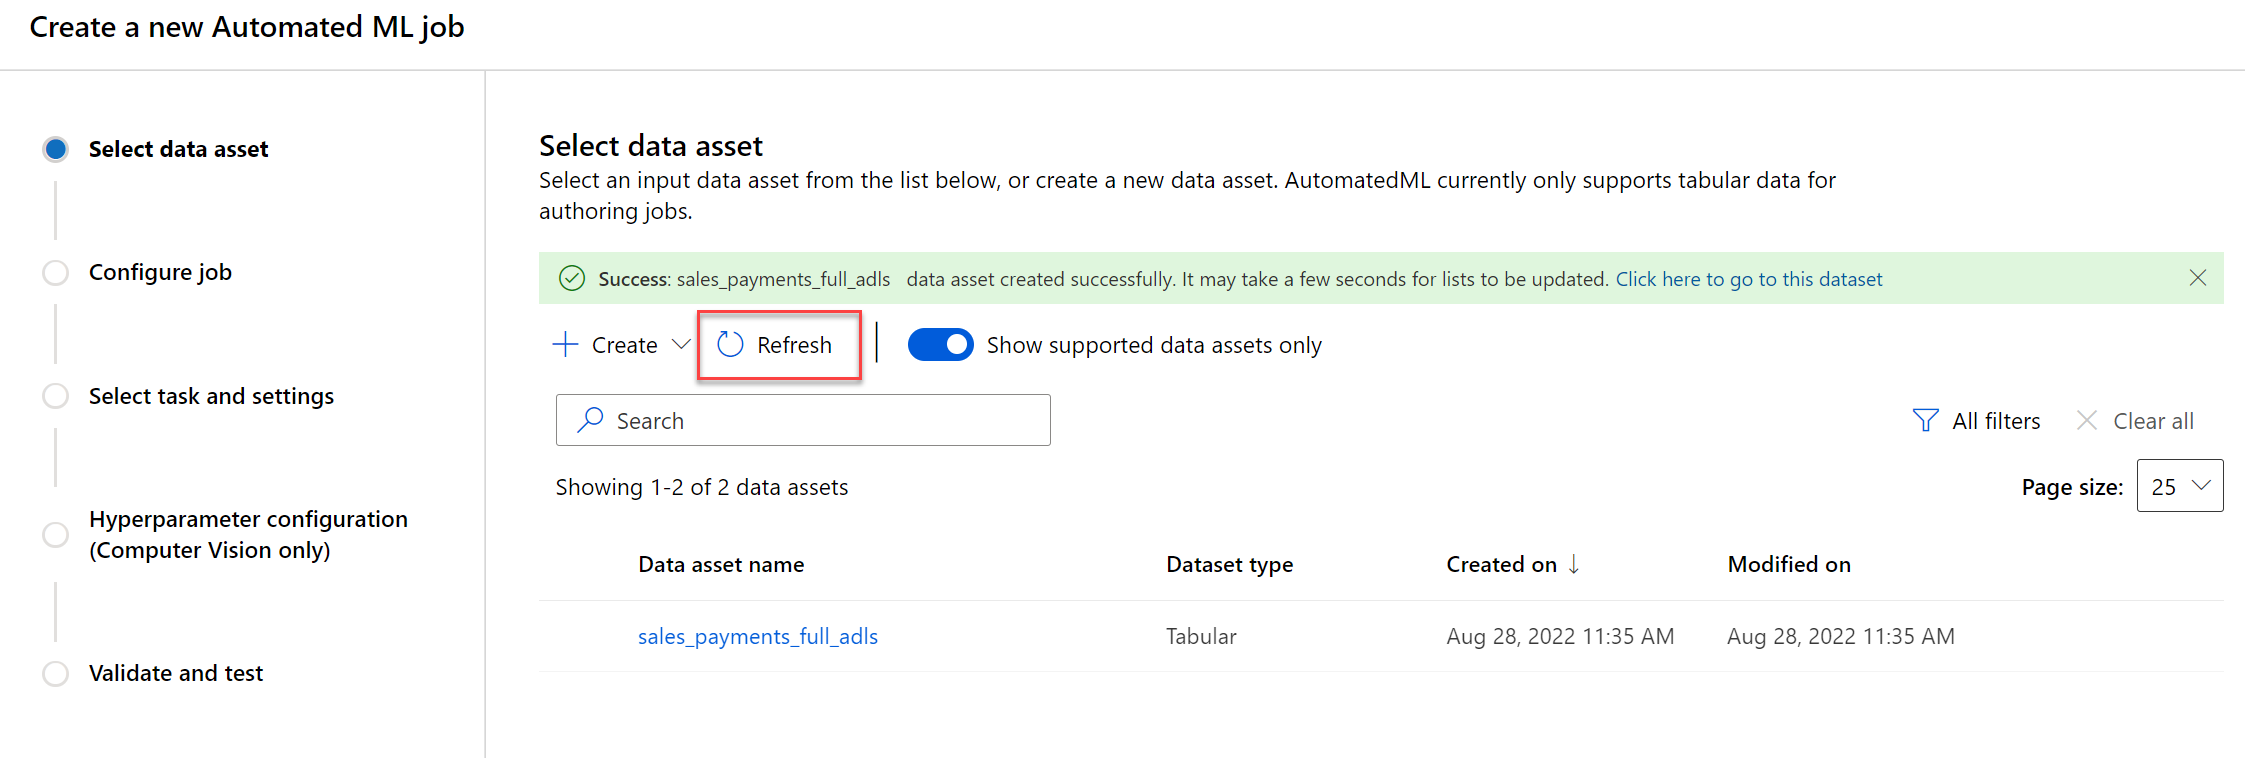 Create a new Automated ML job
Select data asset
Configure job
Select task and settings
Hyperparameter configuration
(Computer Vision only)
Validate and test
Select data asset
Select an input data asset from the list below, or create a new data asset. AutomatedML currently only supports tabular data for
authoring jobs.
Success: sales_payments_full_adls data asset created successfully. It may take a few seconds for lists to be updated. Click here to go to this dataset
Create Refresh Show supported data assets only
Search All filters Clear all
Showing 1-2 of 2 data assets Page size: 25
Data asset name Dataset type Created on ↓ Modified on
sales_payments_full_adls Tabular Aug 28, 2022 11:35 AM Aug 28, 2022 11:35 AM